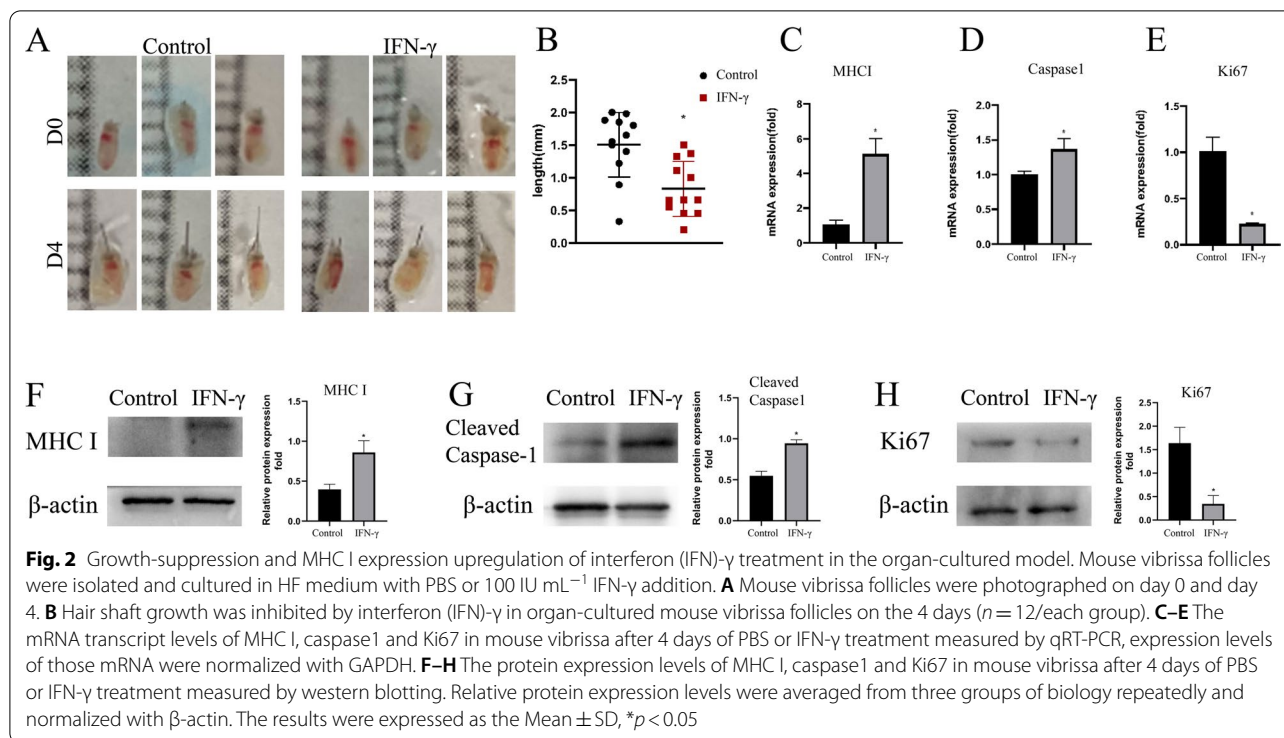 A
Control
IFN-γ
D0
D4
B
Control
IFN-γ
length(mm)
2.5
2.0
1.5
1.0
0.5
0.0
*
C
MHCI
mRNA expression(fold)
8
6
4
2
0
*
Control
IFN-γ
D
Caspase1
mRNA expression(fold)
2.0
1.5
1.0
0.5
0.0
*
Control
IFN-γ
E
Ki67
mRNA expression(fold)
1.5
1.0
0.5
0.0
*
Control
IFN-γ
F
Control IFN-γ
MHC I
β-actin
MHC I
Relative protein expression
fold
1.5
1.0
0.5
0.0
*
Control
IFN-γ
G
Control IFN-γ
Cleaved
Caspase-1
β-actin
Cleaved
Caspase1
Relative protein expression
fold
1.5
1.0
0.5
0.0
*
Control
IFN-γ
H
Control IFN-γ
Ki67
β-actin
Ki67
Relative protein expression
fold
2.5
2.0
1.5
1.0
0.5
0.0
*
Control
IFN-γ
Fig. 2 Growth-suppression and MHC I expression upregulation of interferon (IFN)-γ treatment in the organ-cultured model. Mouse vibrissa follicles
were isolated and cultured in HF medium with PBS or 100 IU mL⁻¹ IFN-γ addition. A Mouse vibrissa follicles were photographed on day 0 and day
4. B Hair shaft growth was inhibited by interferon (IFN)-γ in organ-cultured mouse vibrissa follicles on the 4 days (n = 12/each group). C–E The
mRNA transcript levels of MHC I, caspase1 and Ki67 in mouse vibrissa after 4 days of PBS or IFN-γ treatment measured by qRT-PCR, expression levels
of those mRNA were normalized with GAPDH. F–H The protein expression levels of MHC I, caspase1 and Ki67 in mouse vibrissa after 4 days of PBS
or IFN-γ treatment measured by western blotting. Relative protein expression levels were averaged from three groups of biology repeatedly and
normalized with β-actin. The results were expressed as the Mean ± SD, *p < 0.05